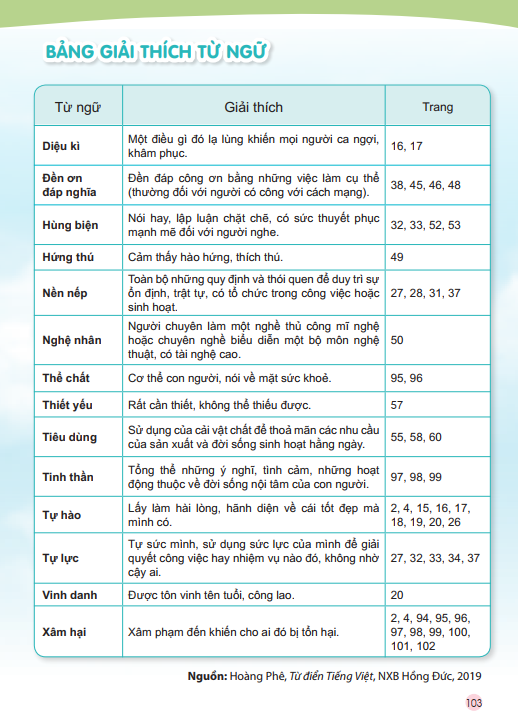 BẢNG GIẢI THÍCH TỪ NGỮ
Từ ngữ Giải thích Trang
Diệu kì Một điều gì đó lạ lùng khiến mọi người ca ngợi, 16, 17
khâm phục.
Đền ơn Đền đáp công ơn bằng những việc làm cụ thể 38, 45, 46, 48
đáp nghĩa (thường đối với người có công với cách mạng).
Hùng biện Nói hay, lập luận chặt chẽ, có sức thuyết phục 32, 33, 52, 53
mạnh mẽ đối với người nghe.
Hứng thú Cảm thấy hào hứng, thích thú. 49
Nền nếp Toàn bộ những quy định và thói quen để duy trì sự 27, 28, 31, 37
ổn định, trật tự, có tổ chức trong công việc hoặc
sinh hoạt.
Nghệ nhân Người chuyên làm một nghề thủ công mĩ nghệ 50
hoặc chuyên nghề biểu diễn một bộ môn nghệ
thuật, có tài nghệ cao.
Thể chất Cơ thể con người, nói về mặt sức khoẻ. 95, 96
Thiết yếu Rất cần thiết, không thể thiếu được. 57
Tiêu dùng Sử dụng của cải vật chất để thoả mãn các nhu cầu 55, 58, 60
của sản xuất và đời sống sinh hoạt hằng ngày.
Tinh thần Tổng thể những ý nghĩ, tình cảm, những hoạt 97, 98, 99
động thuộc về đời sống nội tâm của con người.
Tự hào Lấy làm hài lòng, hãnh diện về cái tốt đẹp mà 2, 4, 15, 16, 17,
mình có. 18, 19, 20, 26
Tự lực Tự sức mình, sử dụng sức lực của mình để giải 27, 32, 33, 34, 37
quyết công việc hay nhiệm vụ nào đó, không nhờ
cậy ai.
Vinh danh Được tôn vinh tên tuổi, công lao. 20
Xâm hại Xâm phạm đến khiến cho ai đó bị tổn hại. 2, 4, 94, 95, 96,
97, 98, 99, 100,
101, 102
Nguồn: Hoàng Phê, Từ điển Tiếng Việt, NXB Hồng Đức, 2019
103